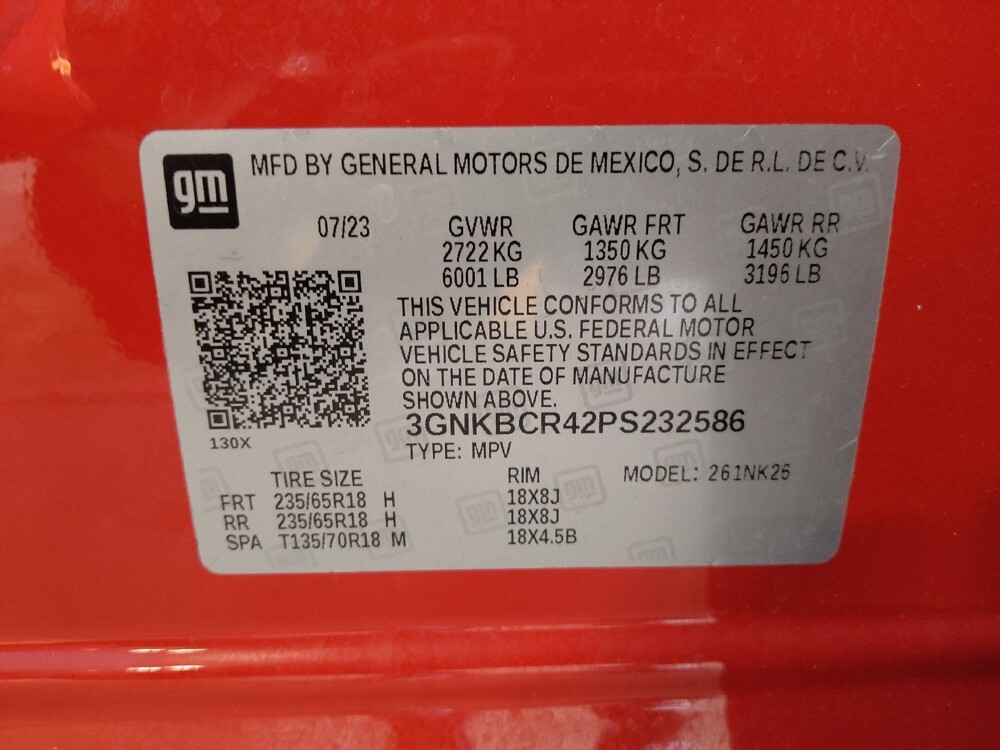 gm
MFD BY GENERAL MOTORS DE MEXICO, S. DE R.L. DE C.V.
07/23 GVWR GAWR FRT GAWR RR
2722 KG 1350 KG 1450 KG
6001 LB 2976 LB 3196 LB
THIS VEHICLE CONFORMS TO ALL
APPLICABLE U.S. FEDERAL MOTOR
VEHICLE SAFETY STANDARDS IN EFFECT
ON THE DATE OF MANUFACTURE
SHOWN ABOVE.
3GNKBCR42PS232586
130X
TYPE: MPV
TIRE SIZE RIM MODEL: 261NK26
FRT 235/65R18 H 18X8J
RR 235/65R18 H 18X8J
SPA T135/70R18 M 18X4.5B